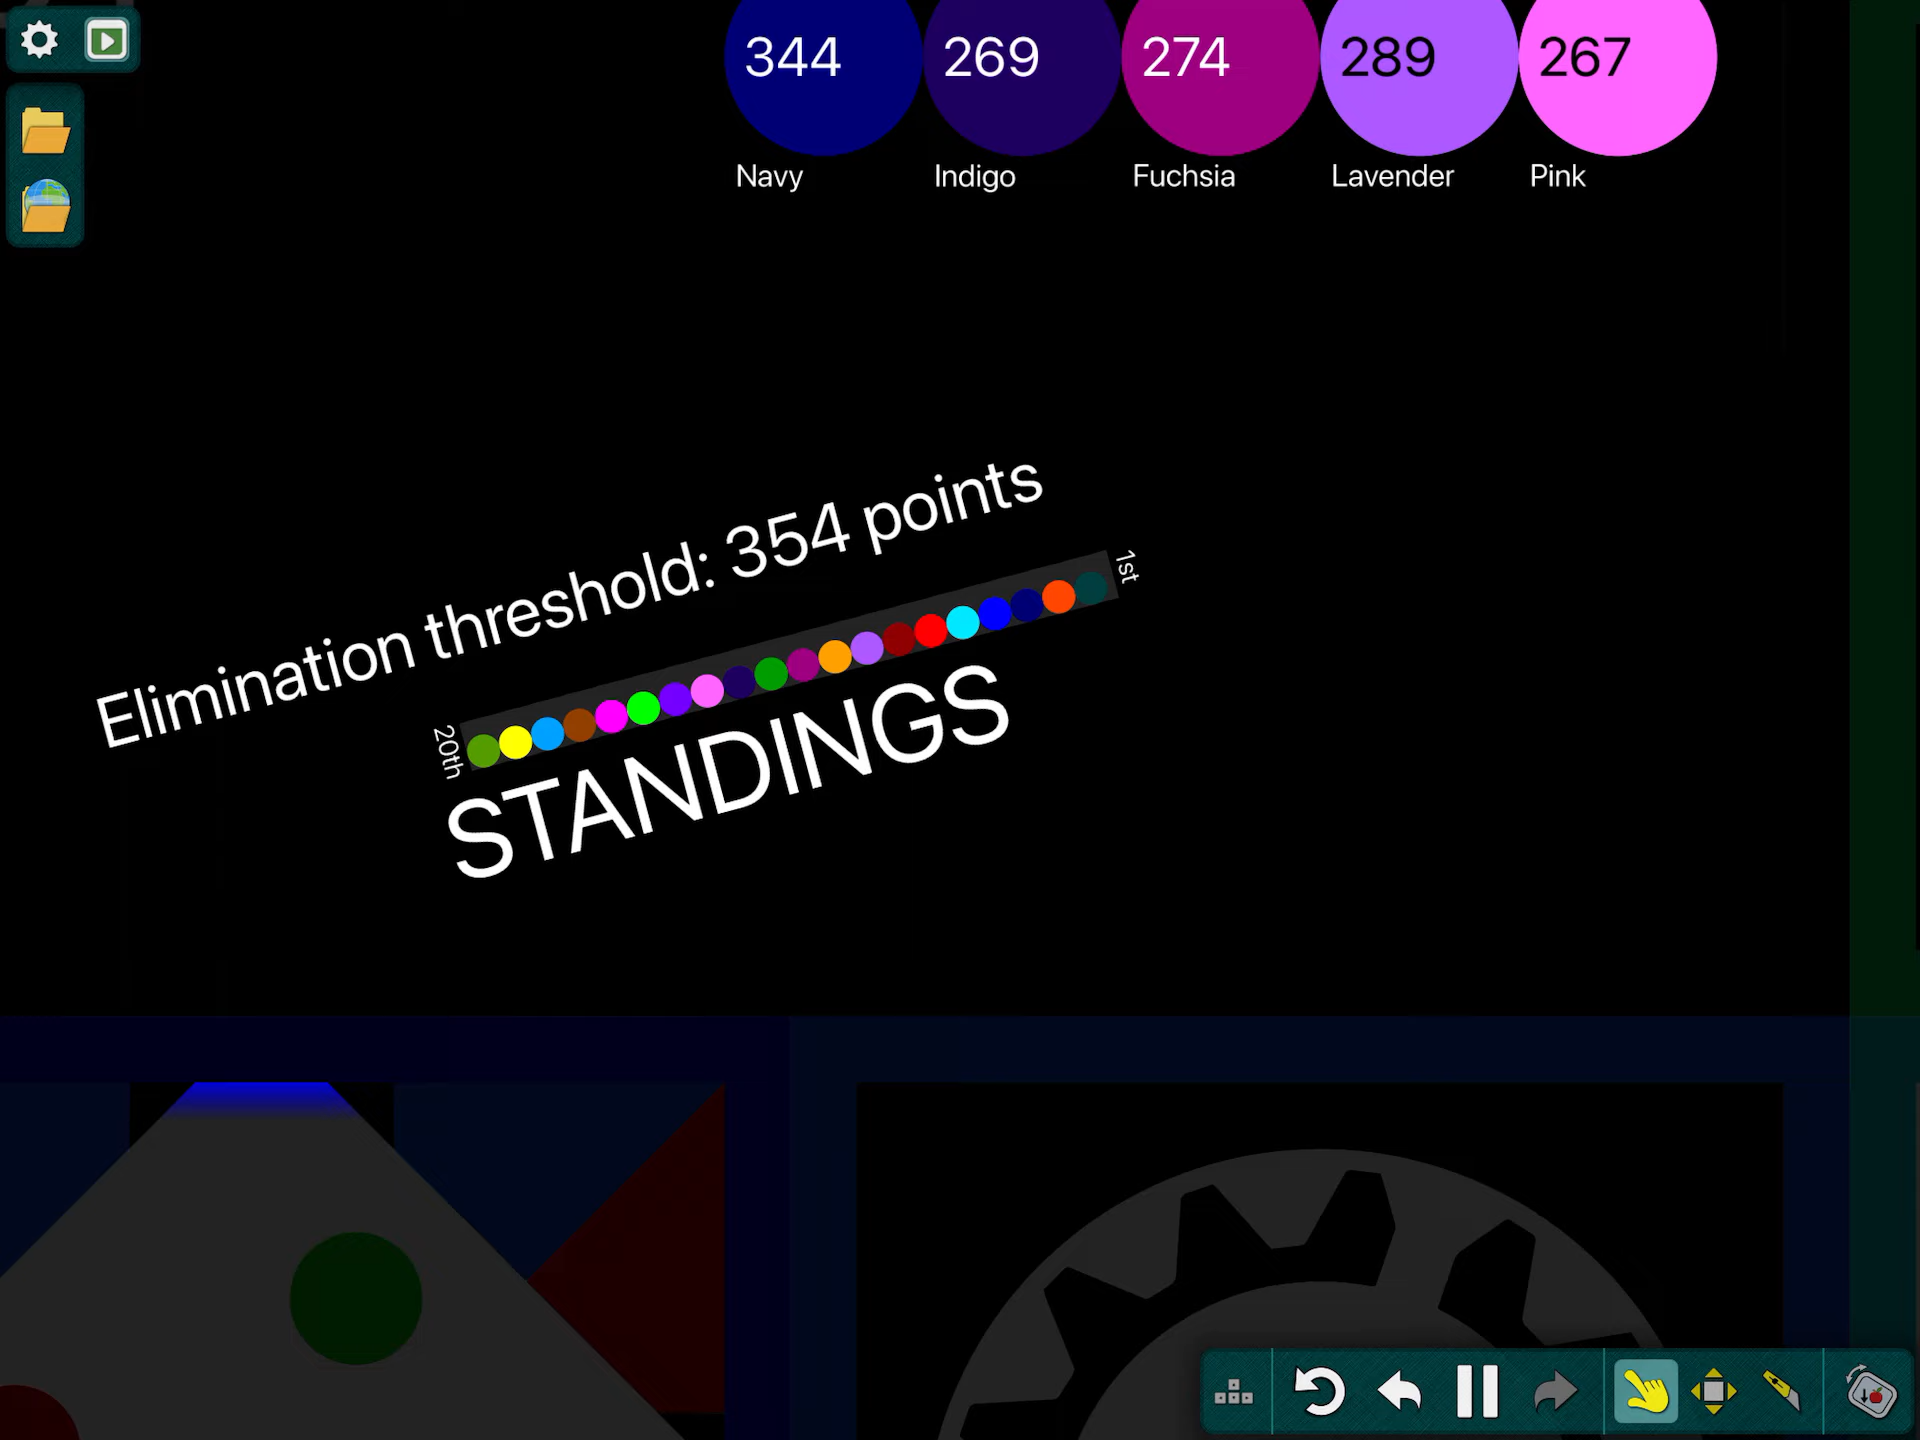 344 269 274 289 267
Navy Indigo Fuchsia Lavender Pink
Elimination threshold: 354 points
1st
20th
STANDINGS